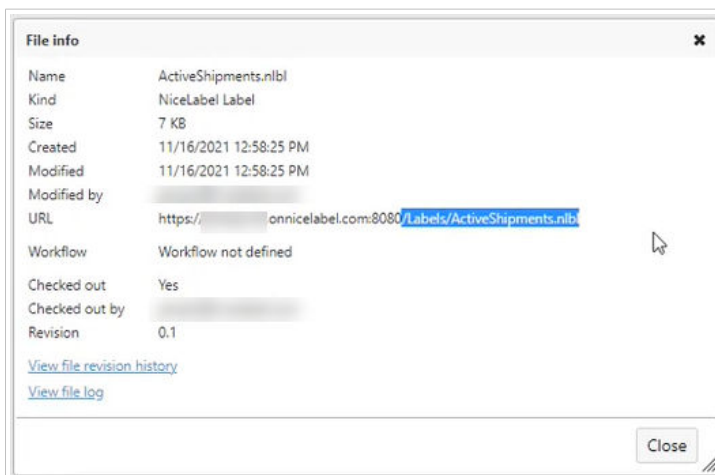 File info
Name ActiveShipments.nlbl
Kind NiceLabel Label
Size 7 KB
Created 11/16/2021 12:58:25 PM
Modified 11/16/2021 12:58:25 PM
Modified by
URL https:/ onnicelabel.com:8080/Labels/ActiveShipments.nlbl
Workflow Workflow not defined
Checked out Yes
Checked out by
Revision 0.1
View file revision history
View file log
Close